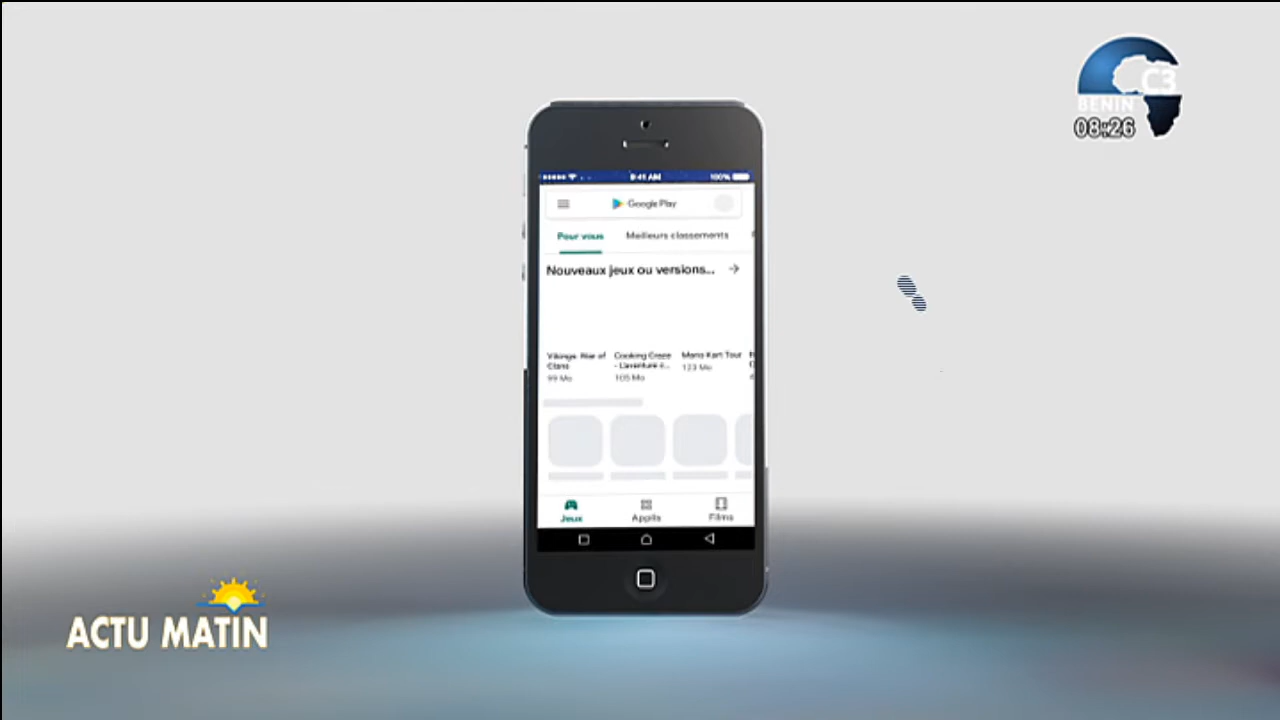 C3
BENIN
08:26
9:41 AM
100%
Google Play
Pour vous
Meilleurs classements
Nouveaux jeux ou versions...
Vikings: War of
Clans
99 Mo
Cooking Craze
- L'aventure c...
105 Mo
Mario Kart Tour
123 Mo
Jeux
Applis
Films
ACTU MATIN